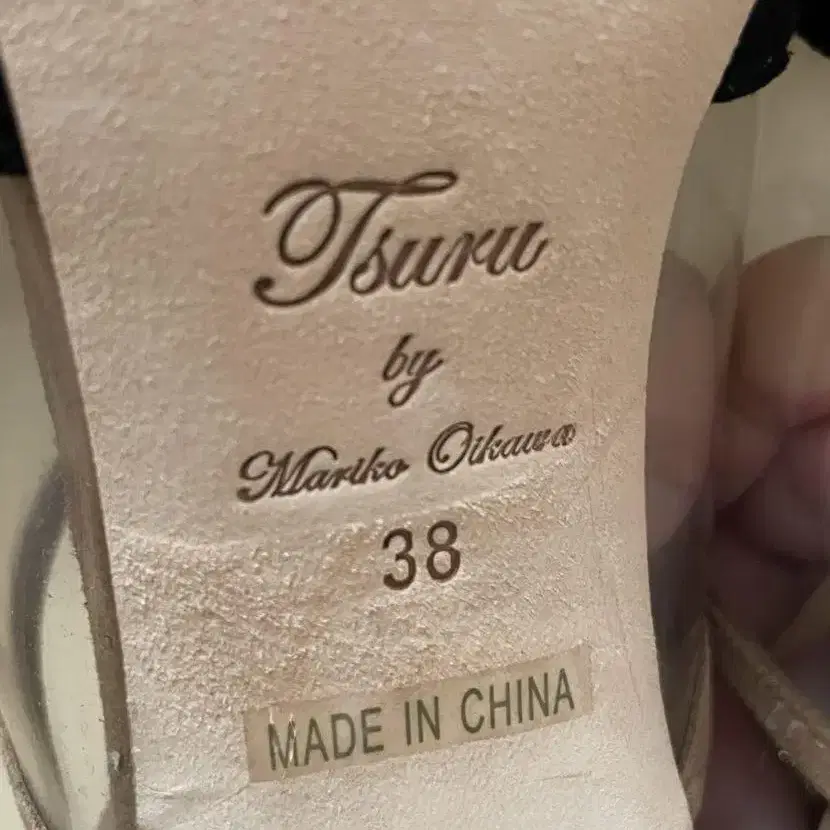 Tsuru
by
Mariko Oikawa
38
MADE IN CHINA